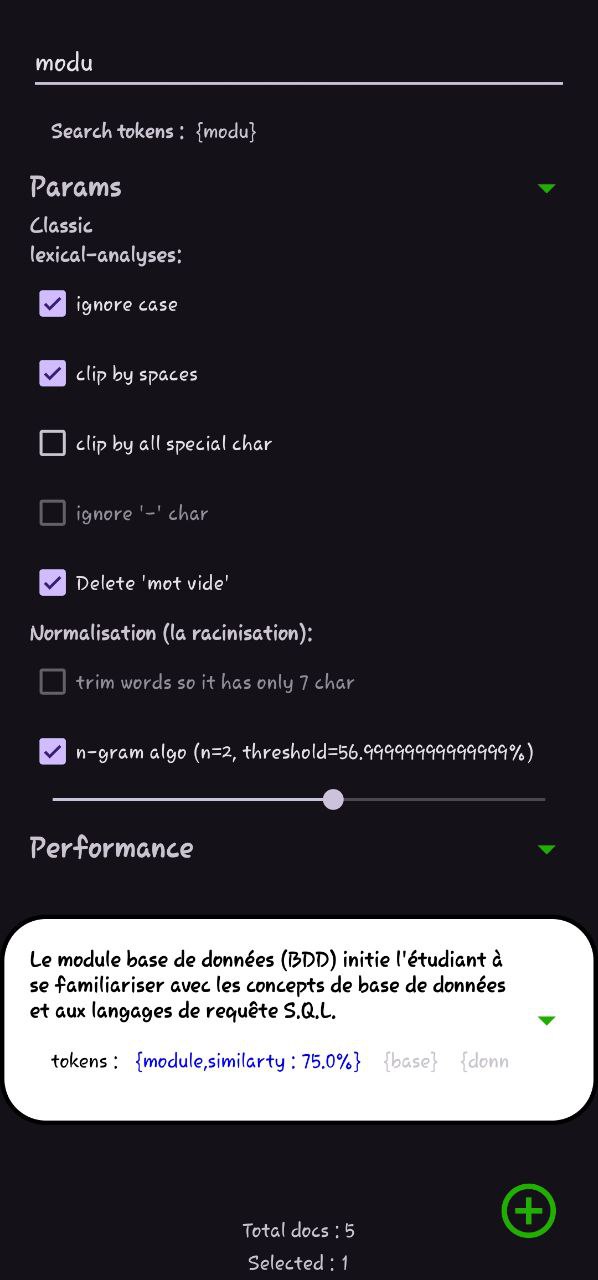 modu
Search tokens : {modu}
Params
Classic
lexical-analyses:
ignore case
clip by spaces
clip by all special char
ignore '-' char
Delete 'mot vide'
Normalisation (la racinisation):
trim words so it has only 7 char
n-gram algo (n=2, threshold=56.99999999999999%)
Performance
Le module base de données (BDD) initie l'étudiant à
se familiariser avec les concepts de base de données
et aux langages de requête S.Q.L.
tokens : {module,similarty : 75.0%} {base} {donn
Total docs : 5
Selected : 1